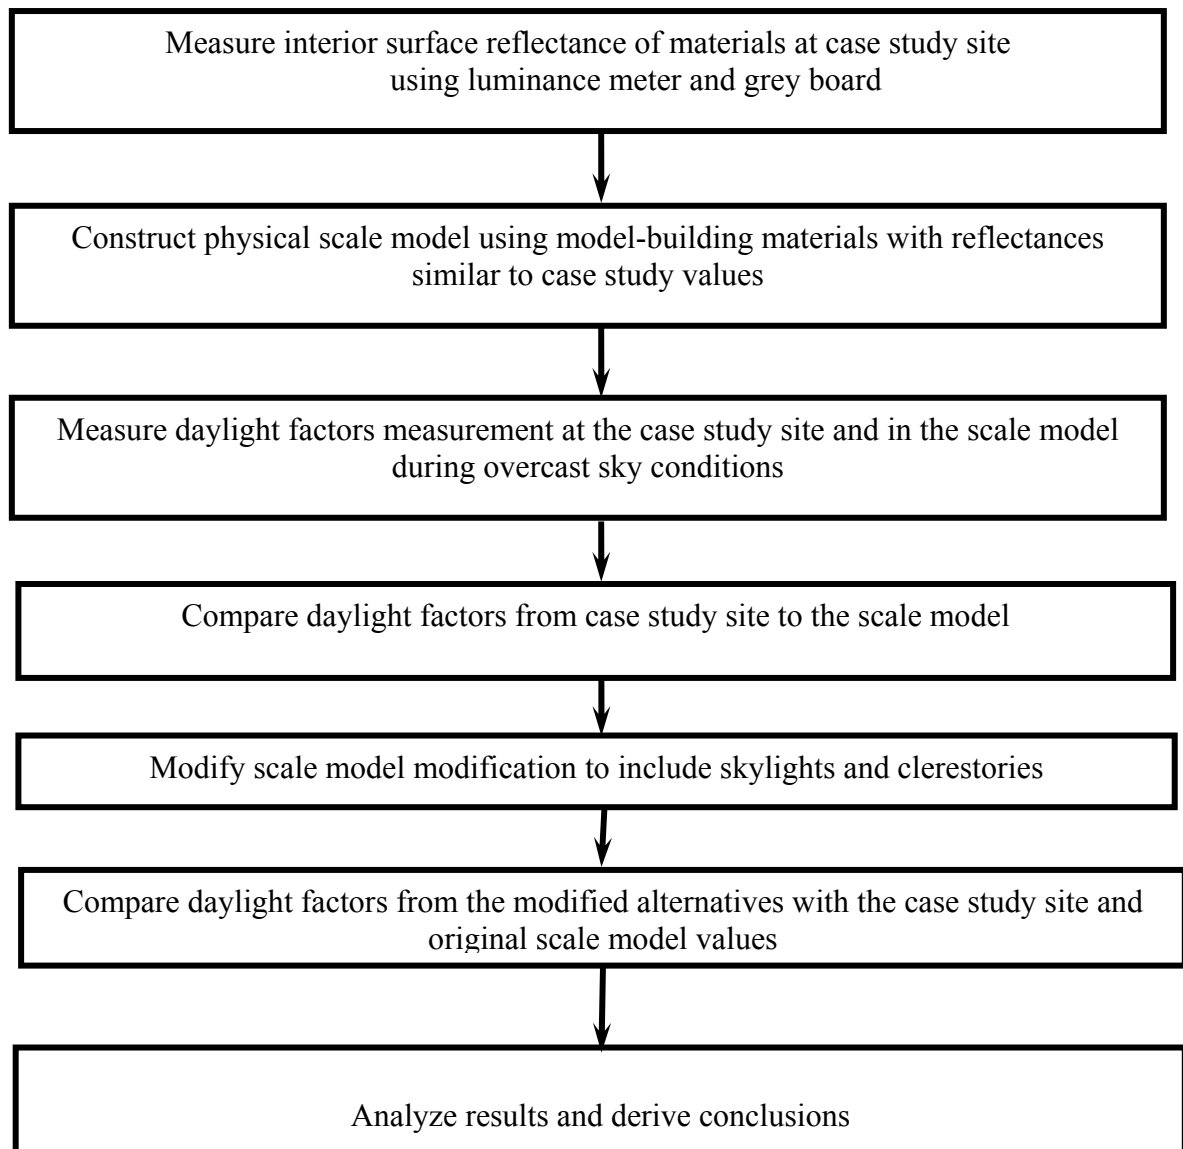 Measure interior surface reflectance of materials at case study site
using luminance meter and grey board
Construct physical scale model using model-building materials with reflectances
similar to case study values
Measure daylight factors measurement at the case study site and in the scale model
during overcast sky conditions
Compare daylight factors from case study site to the scale model
Modify scale model modification to include skylights and clerestories
Compare daylight factors from the modified alternatives with the case study site and
original scale model values
Analyze results and derive conclusions